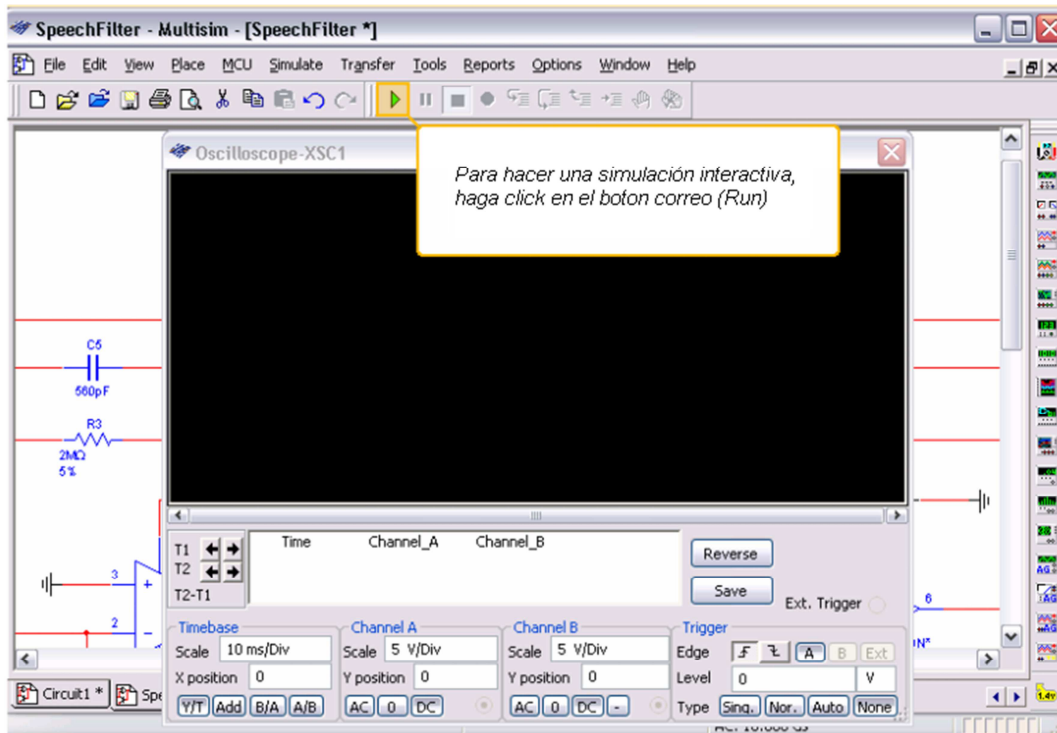 SpeechFilter - Multisim - [SpeechFilter *]
File Edit View Place MCU Simulate Transfer Tools Reports Options Window Help
Oscilloscope-XSC1
Para hacer una simulación interactiva,
haga click en el boton correo (Run)
C5
560pF
R3
2MΩ
5%
3
2
6
T1
T2
T2-T1
Time Channel_A Channel_B
Reverse
Save
Ext. Trigger
Timebase
Scale 10 ms/Div
X position 0
Y/T Add B/A A/B
Channel A
Scale 5 V/Div
Y position 0
AC 0 DC
Channel B
Scale 5 V/Div
Y position 0
AC 0 DC -
Trigger
Edge A B Ext
Level 0 V
Type Sing. Nor. Auto None
Circuit1 * Spe